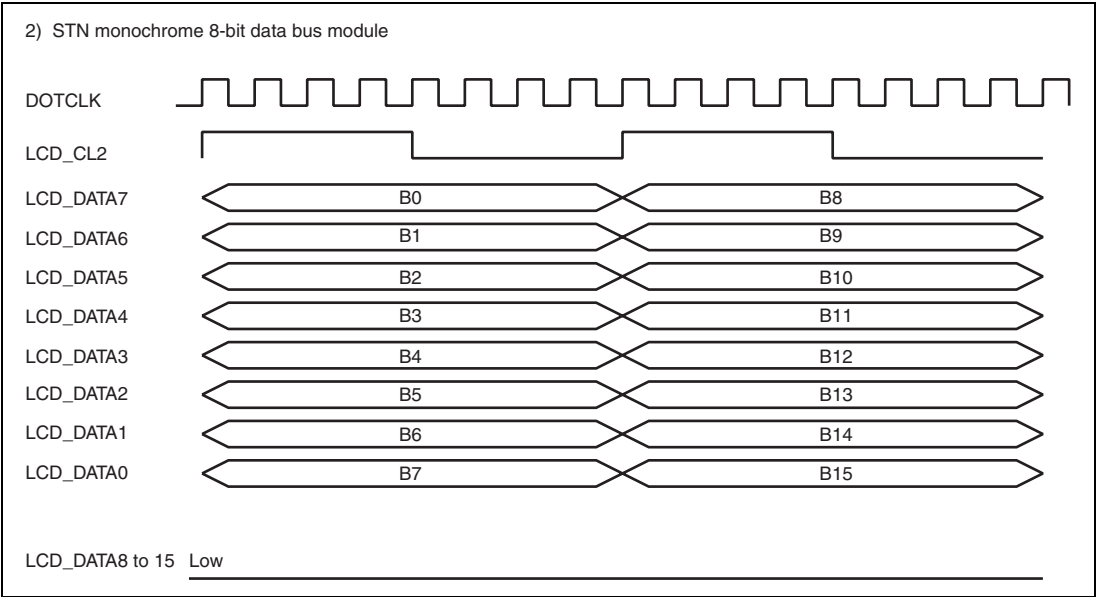 2) STN monochrome 8-bit data bus module
DOTCLK
LCD_CL2
LCD_DATA7 B0 B8
LCD_DATA6 B1 B9
LCD_DATA5 B2 B10
LCD_DATA4 B3 B11
LCD_DATA3 B4 B12
LCD_DATA2 B5 B13
LCD_DATA1 B6 B14
LCD_DATA0 B7 B15
LCD_DATA8 to 15 Low